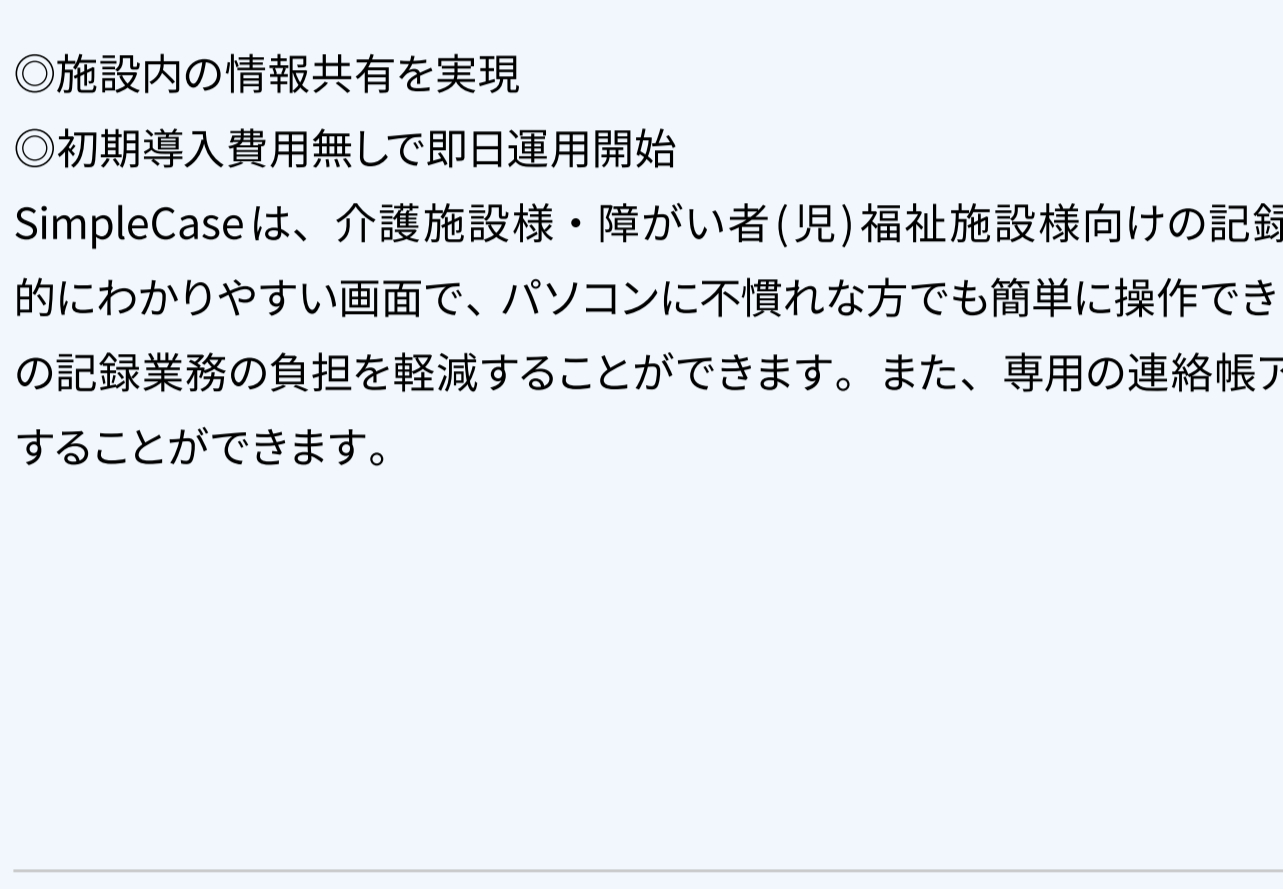 ◎施設内の情報共有を実現
◎初期導入費用無しで即日運用開始
SimpleCaseは、介護施設様・障がい者(児)福祉施設様向けの記録
的にわかりやすい画面で、パソコンに不慣れな方でも簡単に操作でき
の記録業務の負担を軽減することができます。また、専用の連絡帳ア
することができます。